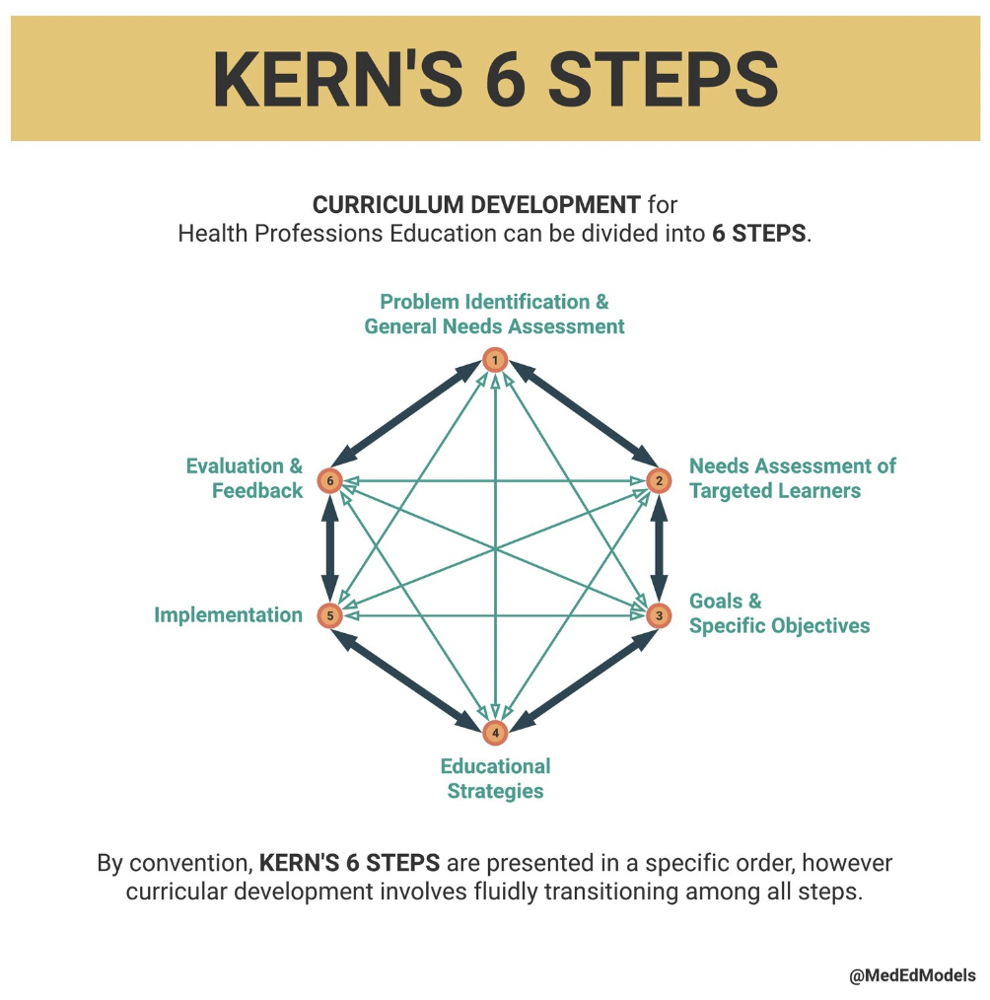 KERN'S 6 STEPS
CURRICULUM DEVELOPMENT for
Health Professions Education can be divided into 6 STEPS.
Problem Identification &
General Needs Assessment
1
Evaluation &
Feedback
6
2
Needs Assessment of
Targeted Learners
Implementation
5
3
Goals &
Specific Objectives
4
Educational
Strategies
By convention, KERN'S 6 STEPS are presented in a specific order, however
curricular development involves fluidly transitioning among all steps.
@MedEdModels